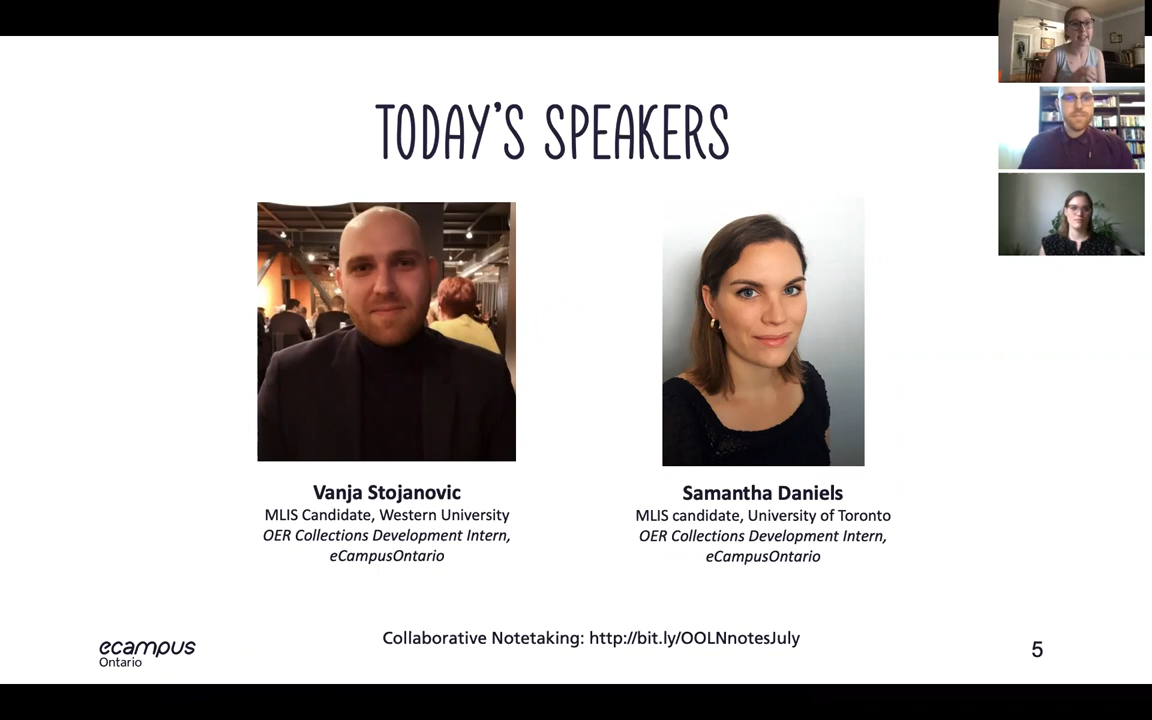 TODAY'S SPEAKERS
Vanja Stojanovic
MLIS Candidate, Western University
OER Collections Development Intern,
eCampusOntario
Samantha Daniels
MLIS candidate, University of Toronto
OER Collections Development Intern,
eCampusOntario
Collaborative Notetaking: http://bit.ly/OOLNnotesJuly
ecampus
Ontario
5